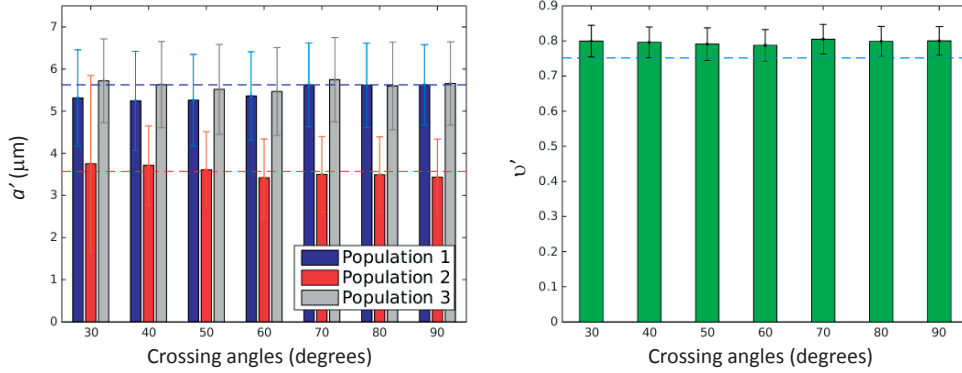 7
6
5
4
3
2
1
0
a’ (μm)
Population 1
Population 2
Population 3
30 40 50 60 70 80 90
Crossing angles (degrees)
0.9
0.8
0.7
0.6
0.5
0.4
0.3
0.2
0.1
0
υ’
30 40 50 60 70 80 90
Crossing angles (degrees)